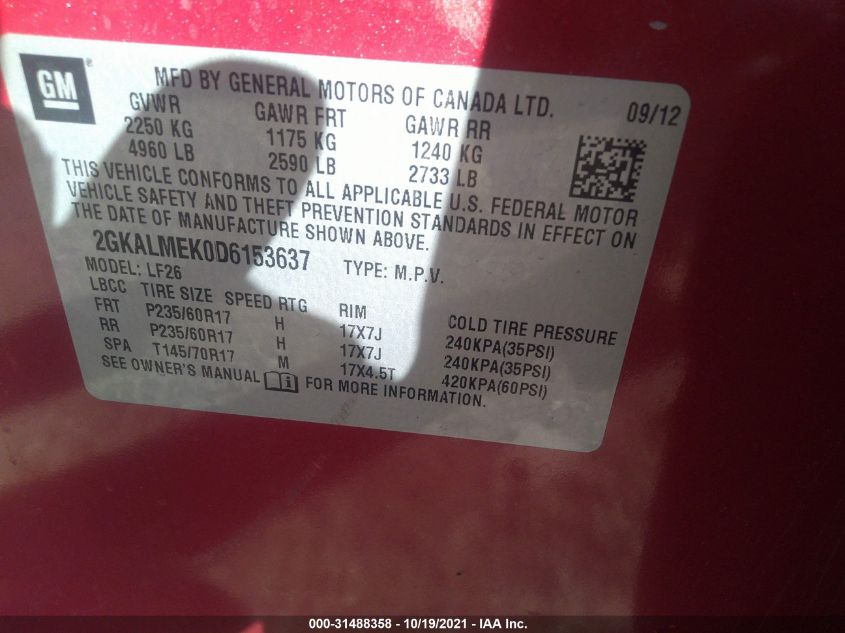 GM ®
MFD BY GENERAL MOTORS OF CANADA LTD. 09/12
GVWR GAWR FRT GAWR RR
2250 KG 1175 KG 1240 KG
4960 LB 2590 LB 2733 LB
THIS VEHICLE CONFORMS TO ALL APPLICABLE U.S. FEDERAL MOTOR
VEHICLE SAFETY AND THEFT PREVENTION STANDARDS IN EFFECT ON
THE DATE OF MANUFACTURE SHOWN ABOVE.
2GKALMEK0D6153637 TYPE: M.P.V.
MODEL: LF26
LBCC TIRE SIZE SPEED RTG RIM COLD TIRE PRESSURE
FRT P235/60R17 H 17X7J 240KPA(35PSI)
RR P235/60R17 H 17X7J 240KPA(35PSI)
SPA T145/70R17 M 17X4.5T 420KPA(60PSI)
SEE OWNER'S MANUAL FOR MORE INFORMATION.
000-31488358 - 10/19/2021 - IAA Inc.